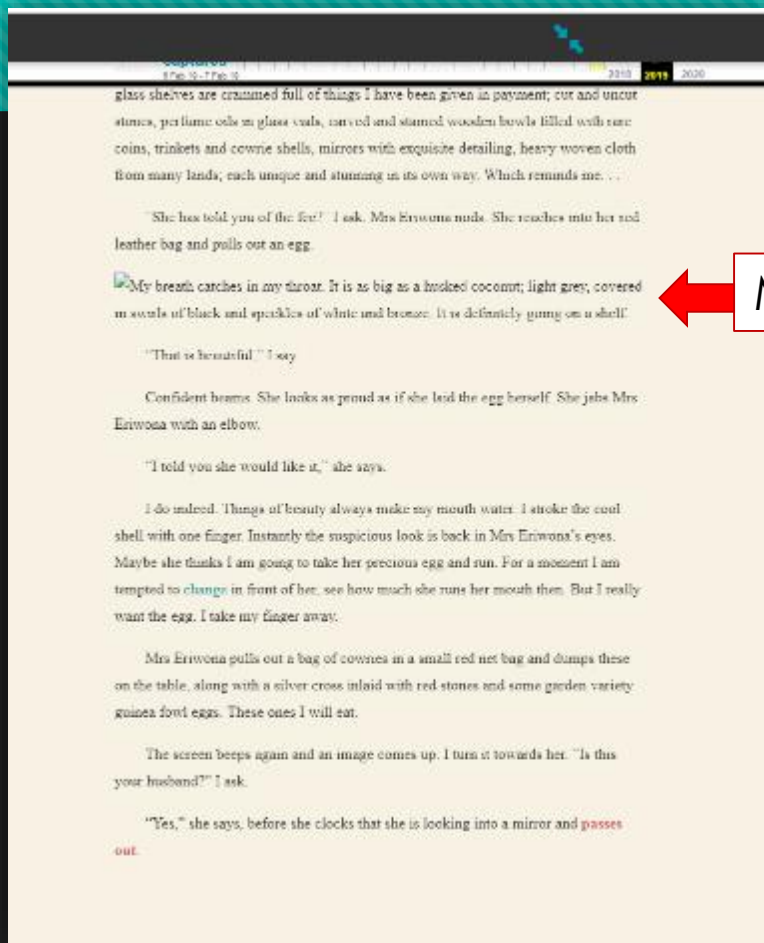 captured
9 Feb 19 - 7 Feb 19
2018 2019 2020
glass shelves are crammed full of things I have been given in payment; cut and uncut
stones, perfume oils in glass vials, carved and stained wooden bowls filled with rare
coins, trinkets and cowrie shells, mirrors with exquisite detailing, heavy woven cloth
from many lands; each unique and stunning in its own way. Which reminds me. . .
"She has told you of the fee?" I ask. Mrs Eriwona nods. She reaches into her red
leather bag and pulls out an egg.
My breath catches in my throat. It is as big as a husked coconut; light grey, covered
in swirls of black and speckles of white and bronze. It is definitely going on a shelf.
"That is beautiful." I say
Confident beams. She looks as proud as if she laid the egg herself. She jabs Mrs
Eriwona with an elbow.
"I told you she would like it," she says.
I do indeed. Things of beauty always make my mouth water. I stroke the cool
shell with one finger. Instantly the suspicious look is back in Mrs Eriwona's eyes.
Maybe she thinks I am going to take her precious egg and run. For a moment I am
tempted to change in front of her, see how much she runs her mouth then. But I really
want the egg. I take my finger away.
Mrs Eriwona pulls out a bag of cowries in a small red net bag and dumps these
on the table, along with a silver cross inlaid with red stones and some garden variety
guinea fowl eggs. These ones I will eat.
The screen beeps again and an image comes up. I turn it towards her. "Is this
your husband?" I ask.
"Yes," she says, before she clocks that she is looking into a mirror and passes
out.